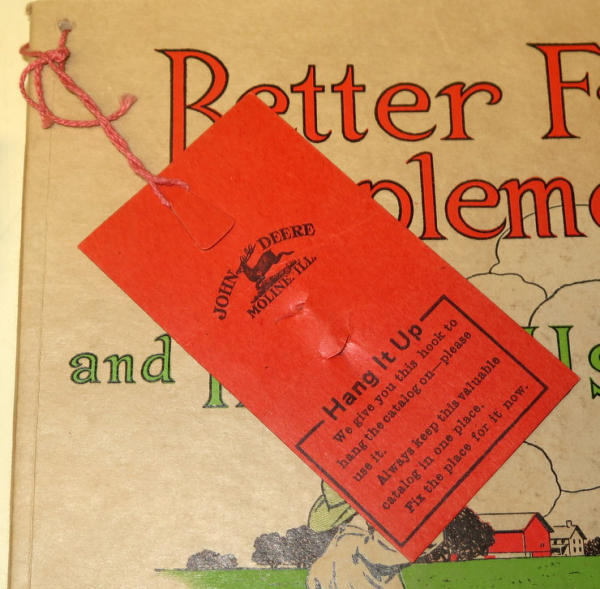 Better
and
JOHN DEERE
MOLINE ILL.
Hang It Up
We give you this hook to
hang the catalog on—please
use it.
Always keep this valuable
catalog in one place.
Fix the place for it now.